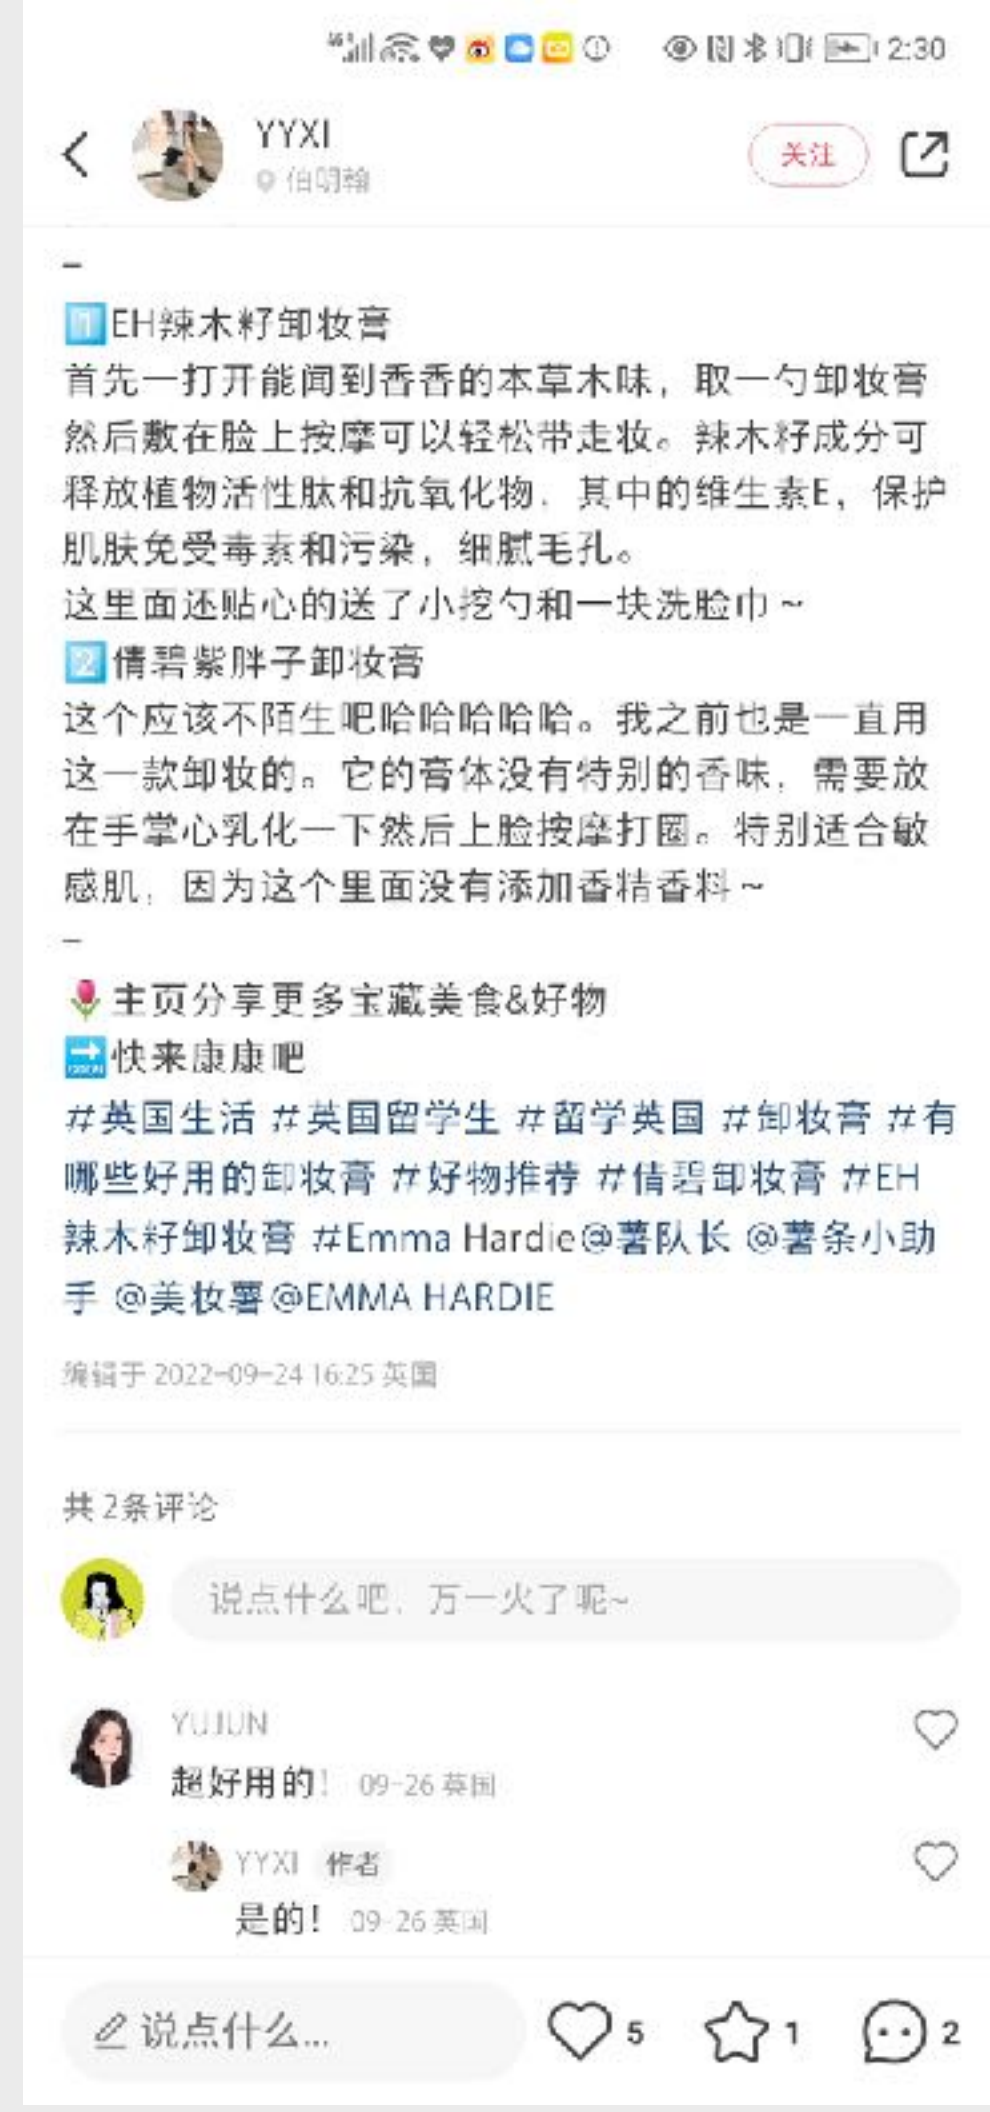 2:30
YYXI
伯明翰
关注
–
1️⃣EH辣木籽卸妆膏
首先一打开能闻到香香的本草木味，取一勺卸妆膏
然后敷在脸上按摩可以轻松带走妆。辣木籽成分可
释放植物活性肽和抗氧化物，其中的维生素E，保护
肌肤免受毒素和污染，细腻毛孔。
这里面还贴心的送了小挖勺和一块洗脸巾～
2️⃣倩碧紫胖子卸妆膏
这个应该不陌生吧哈哈哈哈哈。我之前也是一直用
这一款卸妆的。它的膏体没有特别的香味，需要放
在手掌心乳化一下然后上脸按摩打圈。特别适合敏
感肌，因为这个里面没有添加香精香料～
–
🌷主页分享更多宝藏美食&好物
快来康康吧
#英国生活 #英国留学生 #留学英国 #卸妆膏 #有
哪些好用的卸妆膏 #好物推荐 #倩碧卸妆膏 #EH
辣木籽卸妆膏 #Emma Hardie@薯队长 @薯条小助
手 @美妆薯@EMMA HARDIE
编辑于 2022-09-24 16:25 英国
共 2条评论
说点什么吧，万一火了呢~
YUJUN
超好用的！ 09-26 英国
YYXI 作者
是的！ 09-26 英国
说点什么... 5 1 2